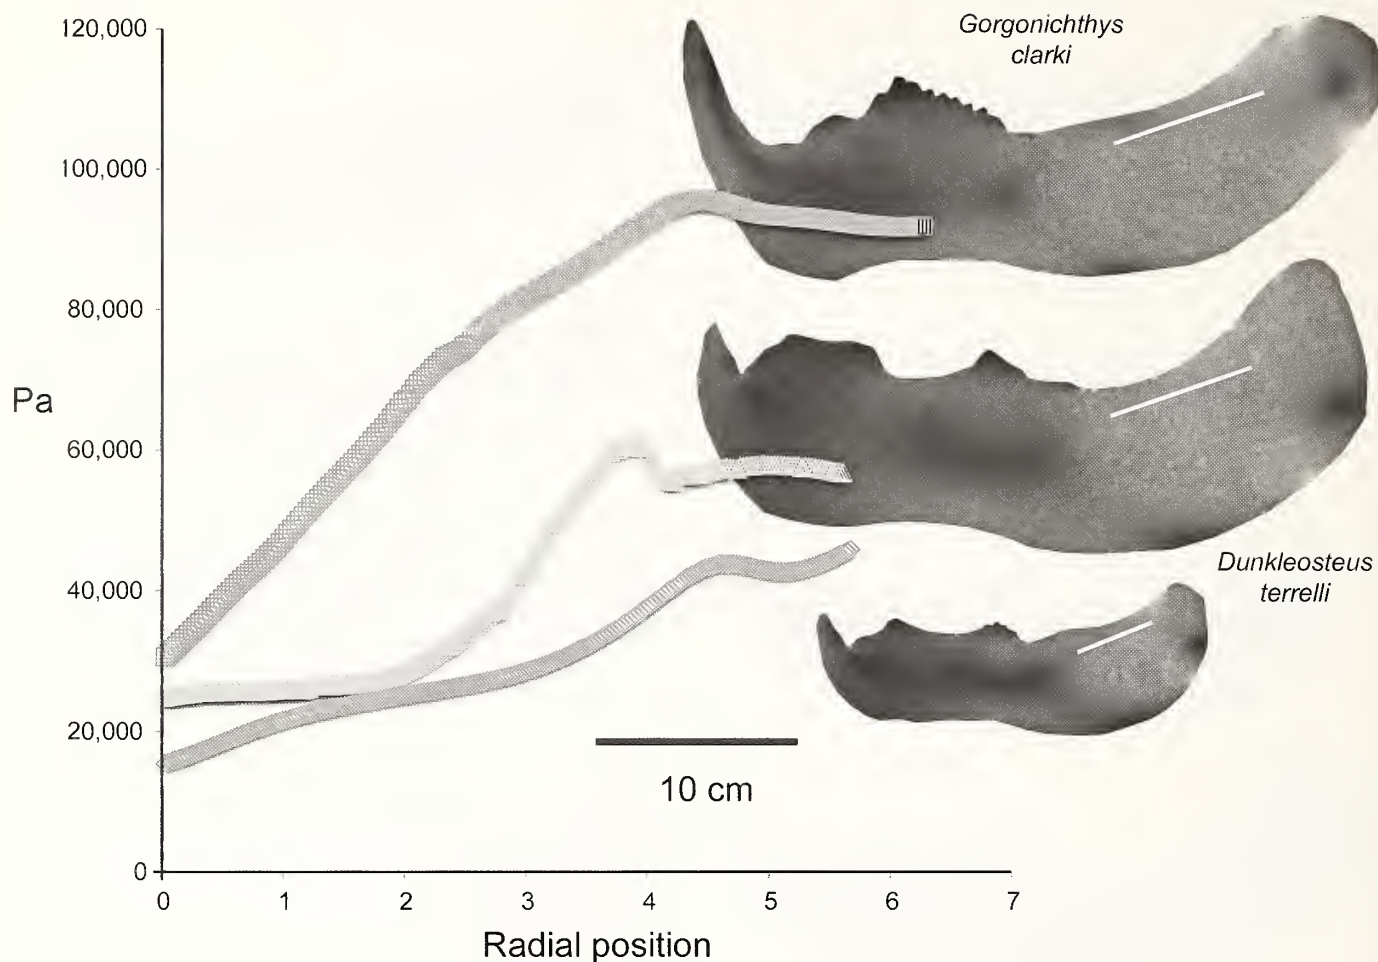 Gorgonichthys
clarki
120,000
100,000
80,000
Pa
60,000
40,000
20,000
0
Dunkleosteus
terrelli
10 cm
0 1 2 3 4 5 6 7
Radial position